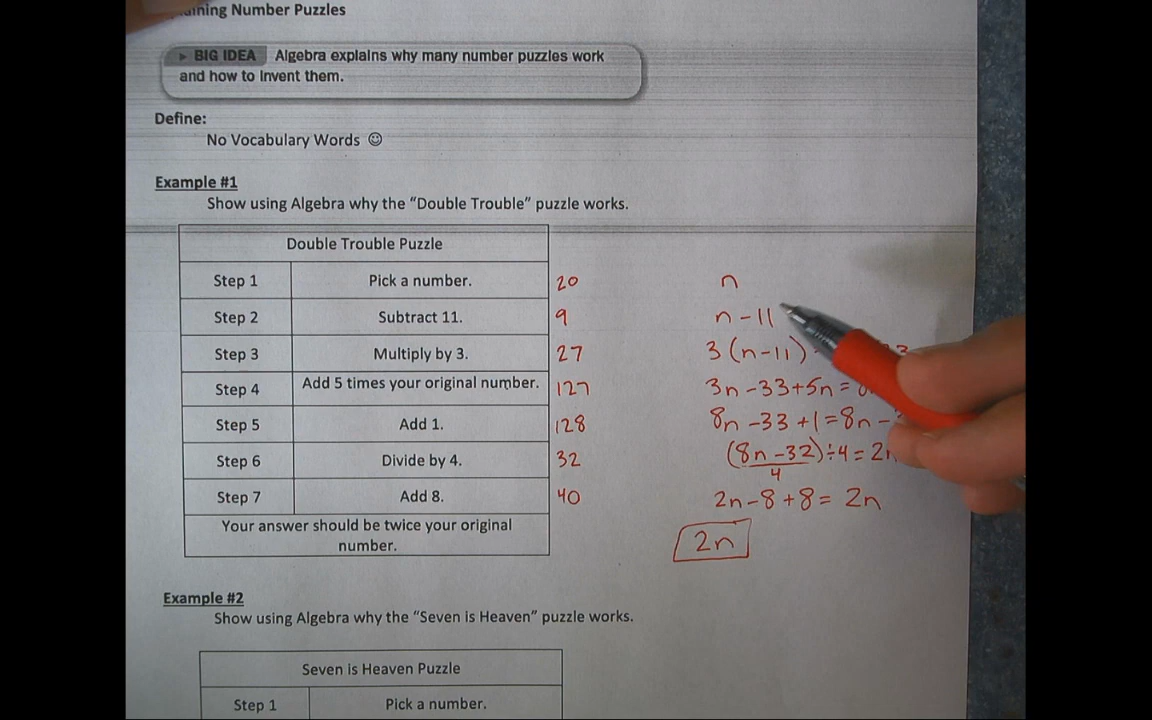 Number Puzzles
▸ BIG IDEA Algebra explains why many number puzzles work
and how to invent them.
Define:
No Vocabulary Words ☺
Example #1
Show using Algebra why the “Double Trouble” puzzle works.
Double Trouble Puzzle
Step 1 Pick a number. 20 n
Step 2 Subtract 11. 9 n - 11
Step 3 Multiply by 3. 27 3(n-11)
Step 4 Add 5 times your original number. 127 3n - 33 + 5n =
Step 5 Add 1. 128 8n - 33 + 1 = 8n -
Step 6 Divide by 4. 32 (8n - 32) ÷ 4 = 2n
4
Step 7 Add 8. 40 2n - 8 + 8 = 2n
Your answer should be twice your original
number.
2n
Example #2
Show using Algebra why the “Seven is Heaven” puzzle works.
Seven is Heaven Puzzle
Step 1 Pick a number.